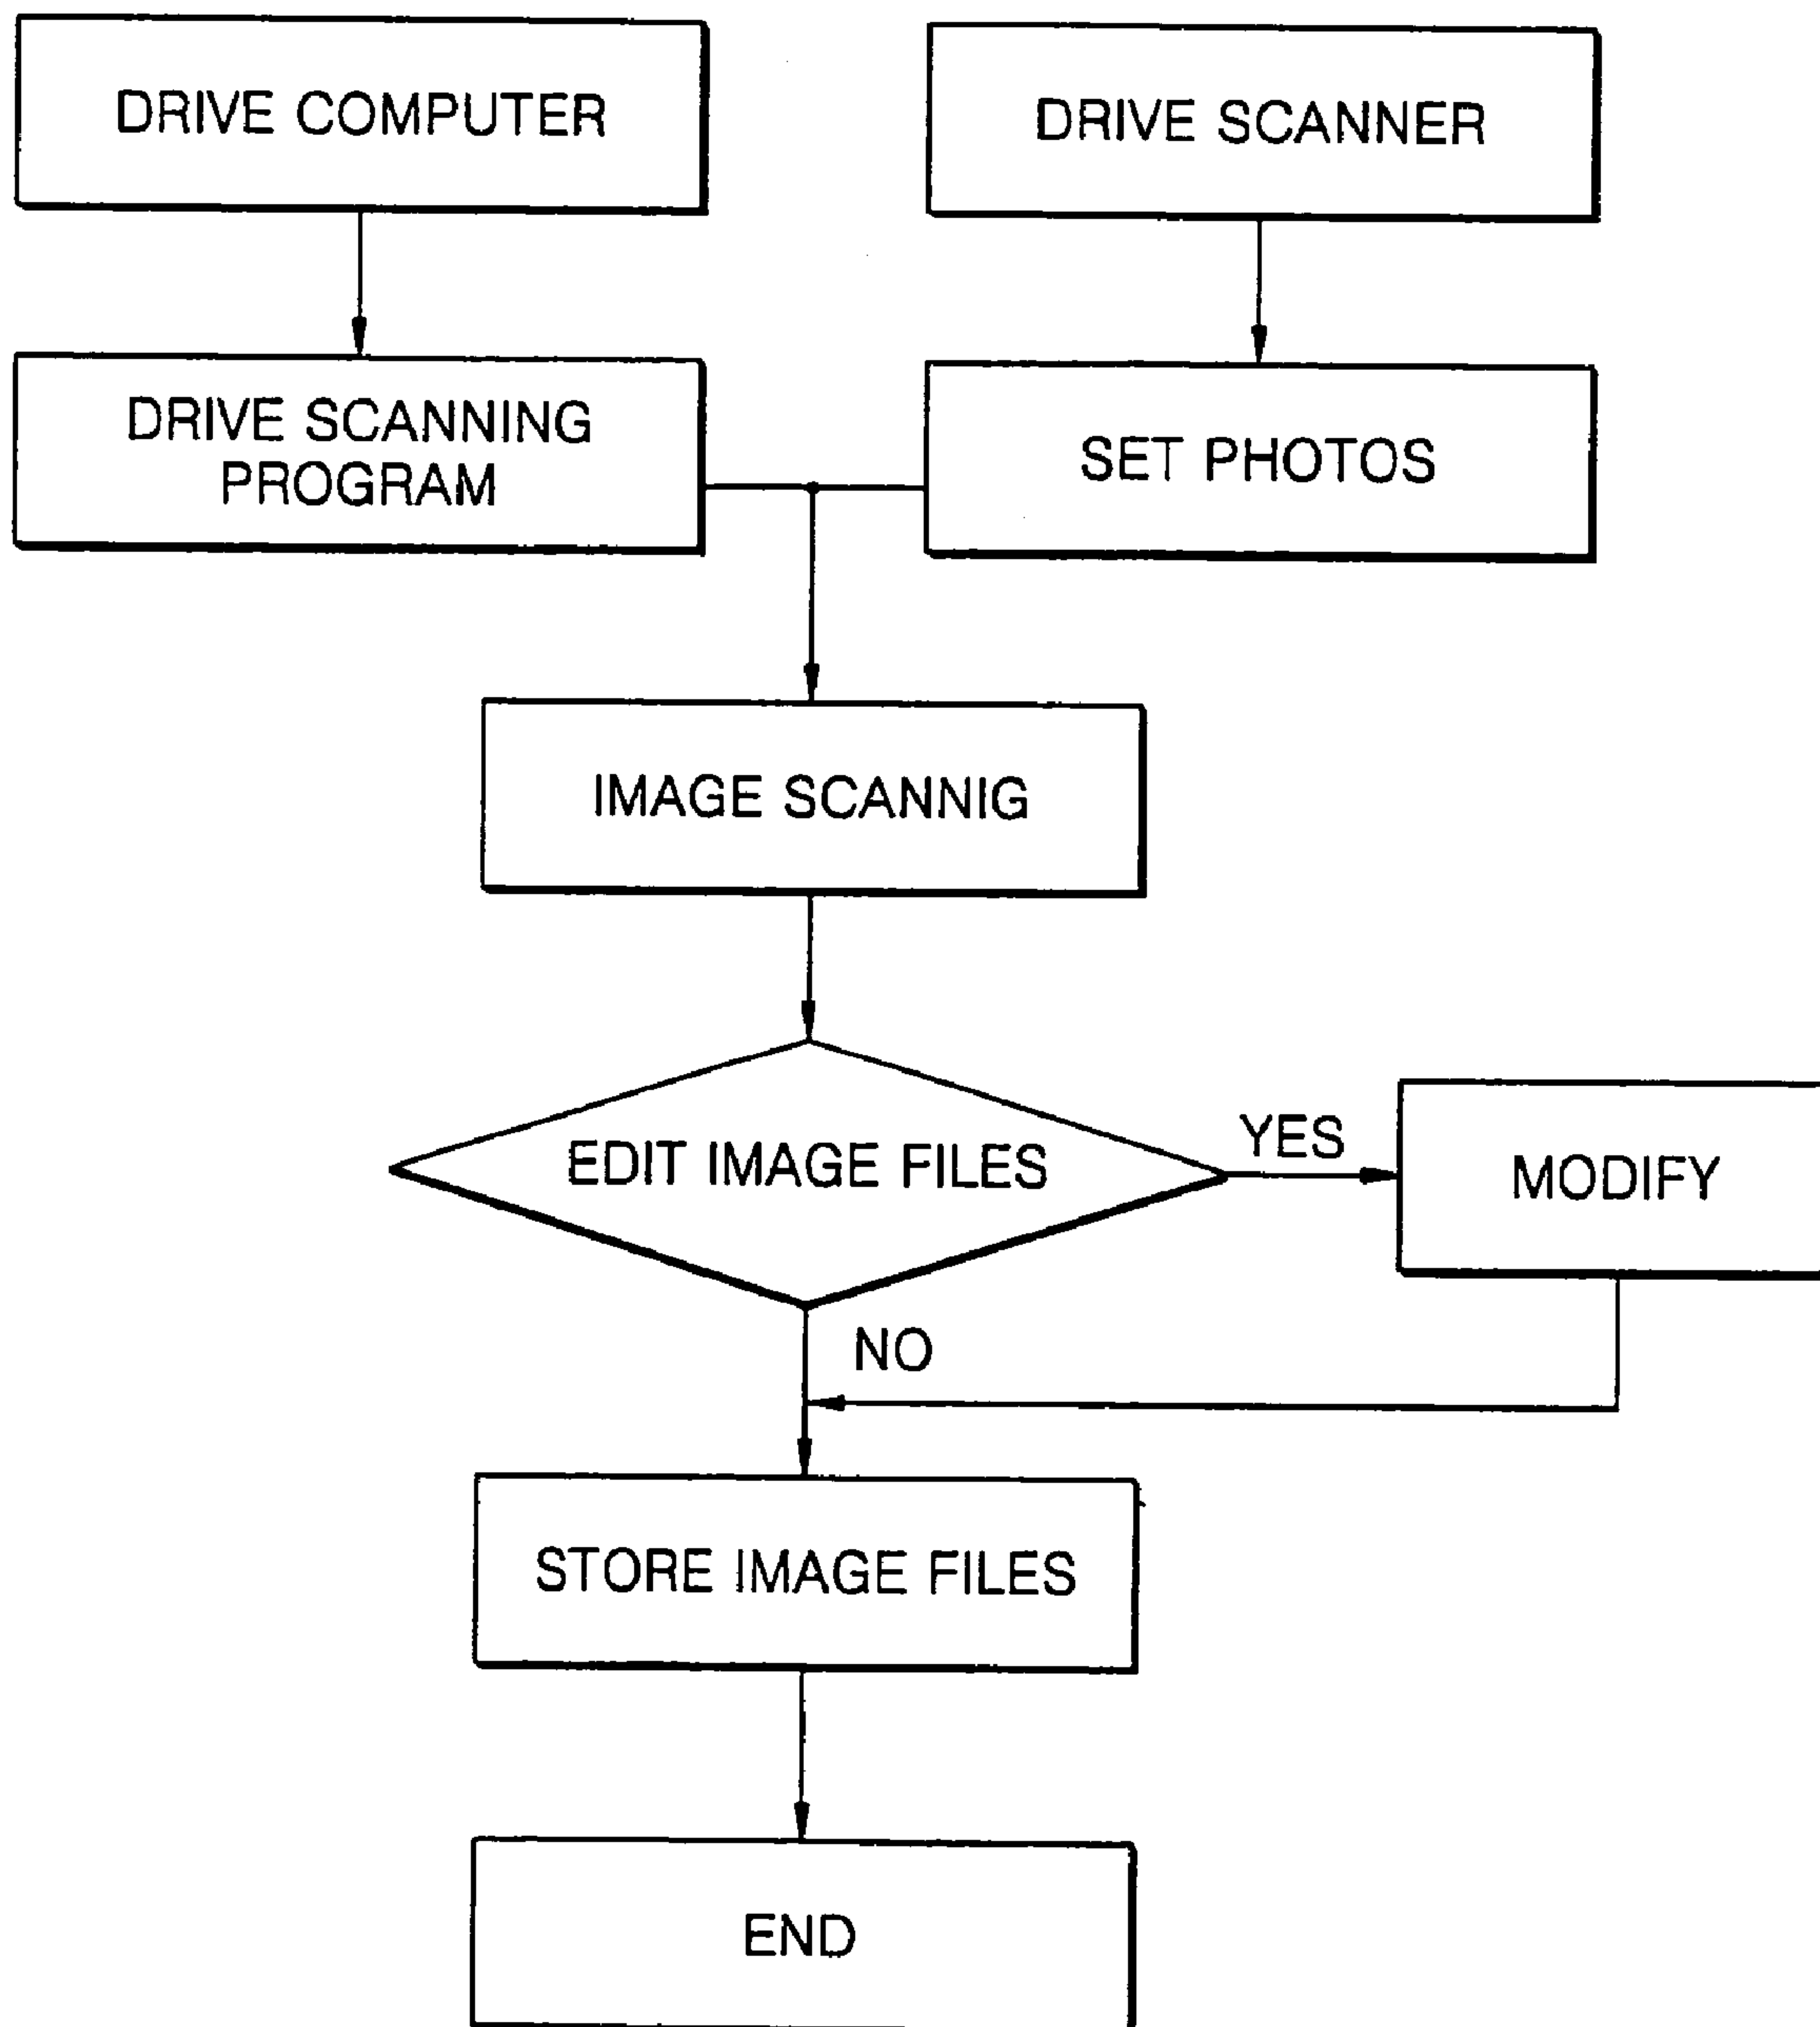 DRIVE COMPUTER
DRIVE SCANNER
DRIVE SCANNING
PROGRAM
SET PHOTOS
IMAGE SCANNIG
EDIT IMAGE FILES
YES
MODIFY
NO
STORE IMAGE FILES
END